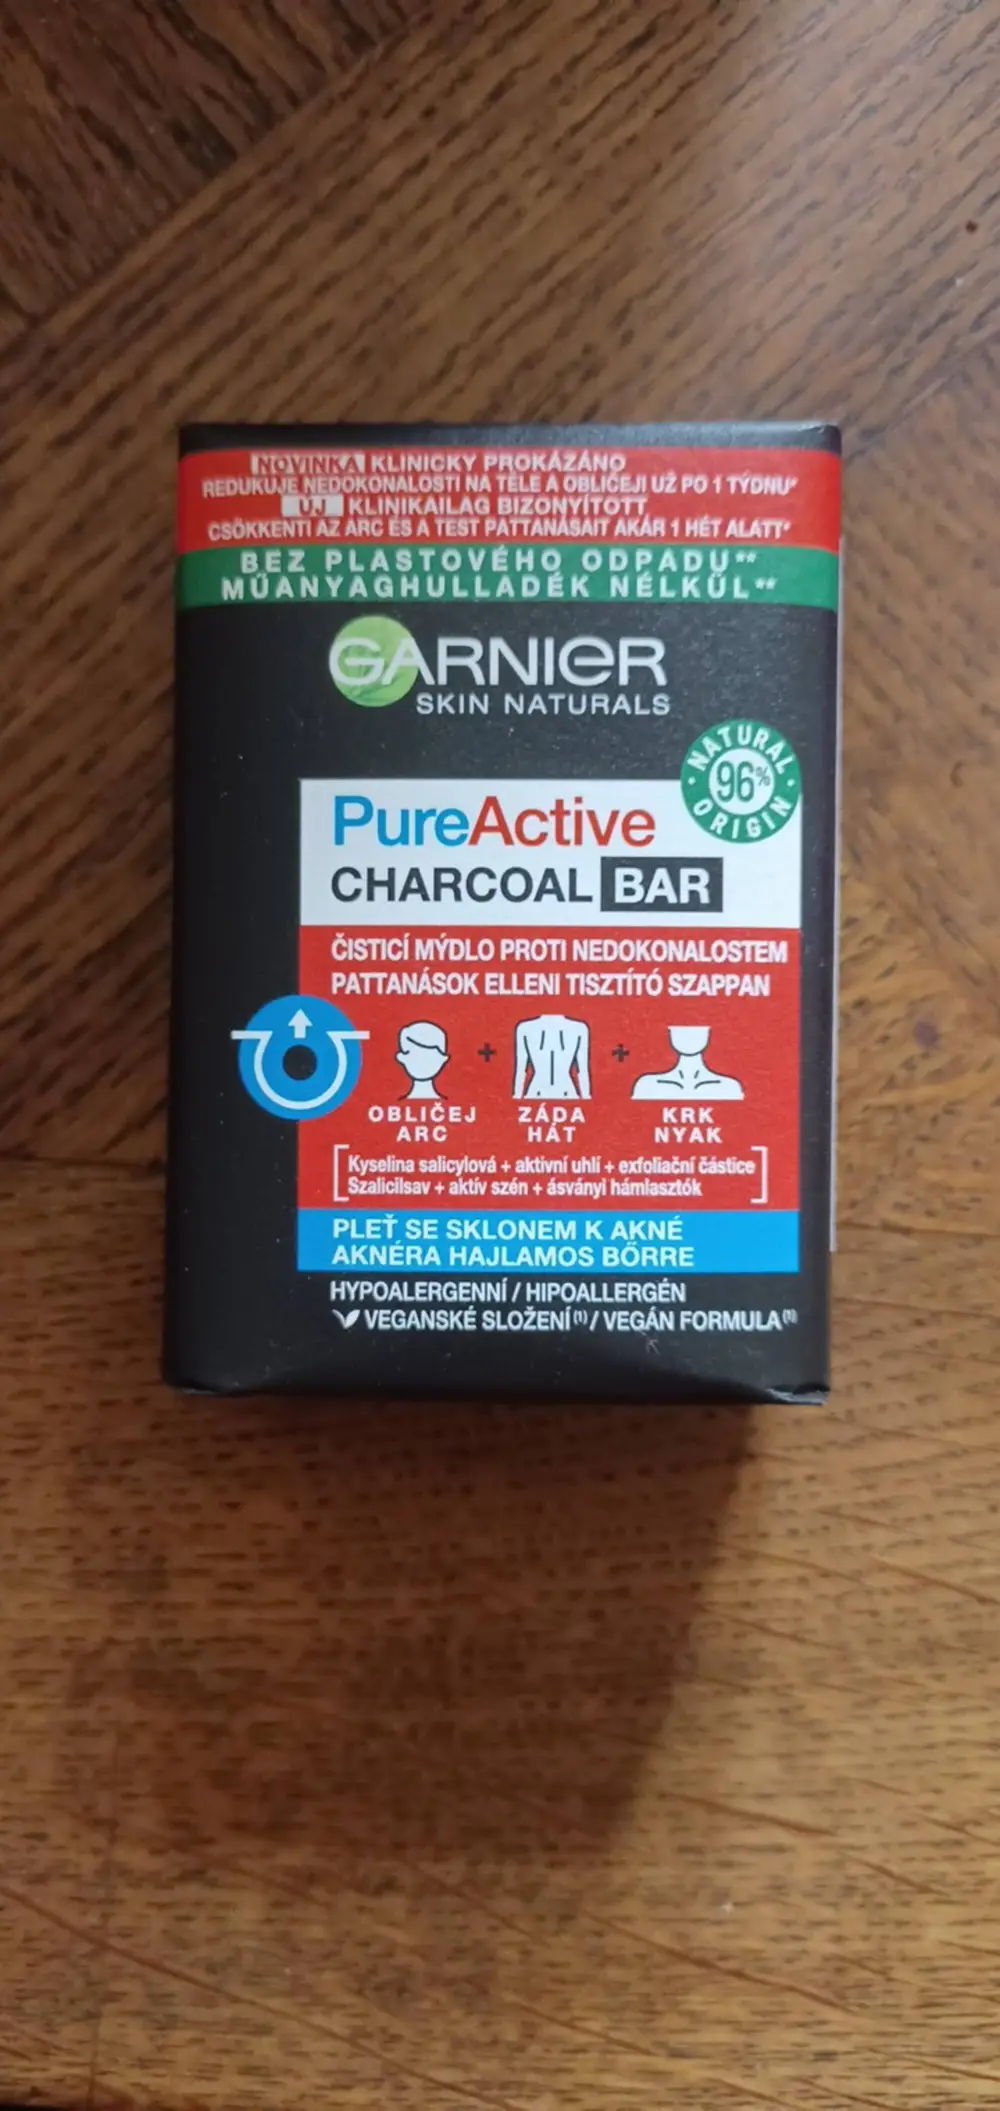 NOVINKA KLINICKY PROKÁZÁNO
REDUKUJE NEDOKONALOSTI NA TĚLE A OBLIČEJI UŽ PO 1 TÝDNU*
ÚJ KLINIKAILAG BIZONYÍTOTT
CSÖKKENTI AZ ARC ÉS A TEST PATTANÁSAIT AKÁR 1 HÉT ALATT*
BEZ PLASTOVÉHO ODPADU**
MŰANYAGHULLADÉK NÉLKÜL**
GARNIER
SKIN NATURALS
NATURAL
96%
ORIGIN
PureActive
CHARCOAL BAR
ČISTICÍ MÝDLO PROTI NEDOKONALOSTEM
PATTANÁSOK ELLENI TISZTÍTÓ SZAPPAN
+ +
OBLIČEJ ZÁDA KRK
ARC HÁT NYAK
[Kyselina salicylová + aktivní uhlí + exfoliační částice
Szalicilsav + aktív szén + ásványi hámlasztók]
PLEŤ SE SKLONEM K AKNÉ
AKNÉRA HAJLAMOS BŐRRE
HYPOALERGENNÍ / HIPOALLERGÉN
VEGANSKÉ SLOŽENÍ(1) / VEGÁN FORMULA(1)